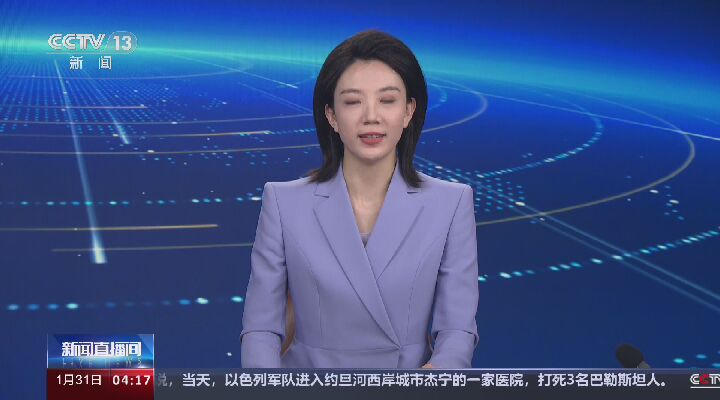 CCTV 13
新闻
新闻直播间
LIVE NEWS
1月31日 04:17 说,当天,以色列军队进入约旦河西岸城市杰宁的一家医院,打死3名巴勒斯坦人。